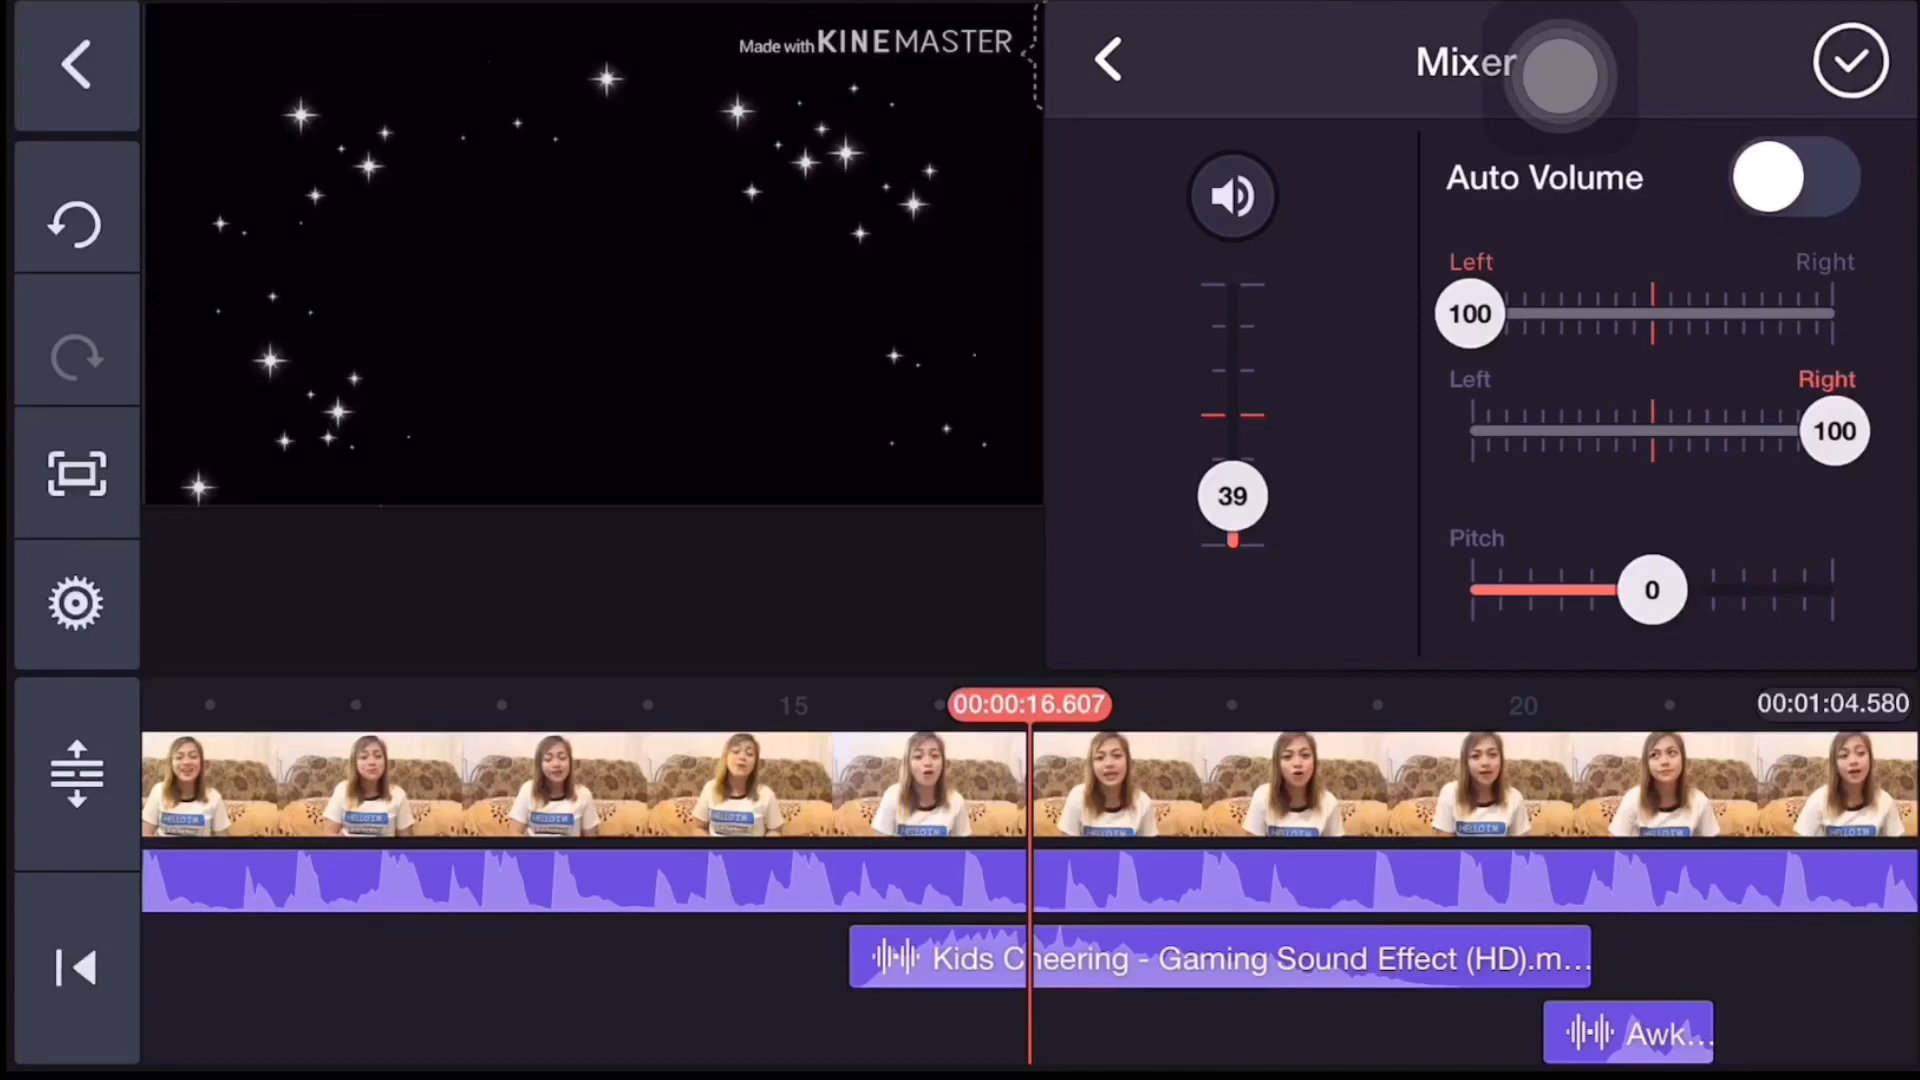 Made with KINEMASTER
Mixer
Auto Volume
Left Right
100
Left Right
100
39
Pitch
0
15
00:00:16.607
20
00:01:04.580
HELLO I'M
Kids Cheering - Gaming Sound Effect (HD).m...
Awk...